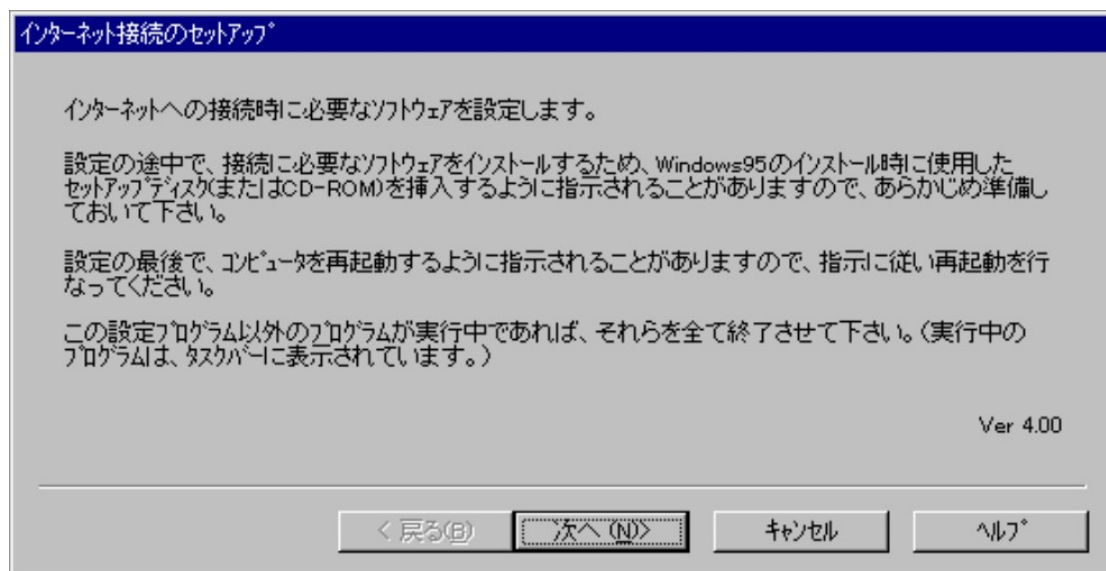 ｲﾝﾀｰﾈｯﾄ接続のｾｯﾄｱｯﾌﾟ
ｲﾝﾀｰﾈｯﾄへの接続時に必要なｿﾌﾄｳｪｱを設定します。
設定の途中で、接続に必要なｿﾌﾄｳｪｱをｲﾝｽﾄｰﾙするため、Windows95のｲﾝｽﾄｰﾙ時に使用した
ｾｯﾄｱｯﾌﾟﾃﾞｨｽｸ(またはCD-ROM)を挿入するように指示されることがありますので、あらかじめ準備し
ておいて下さい。
設定の最後で、ｺﾝﾋﾟｭｰﾀを再起動するように指示されることがありますので、指示に従い再起動を行
なってください。
この設定ﾌﾟﾛｸﾞﾗﾑ以外のﾌﾟﾛｸﾞﾗﾑが実行中であれば、それらを全て終了させて下さい。(実行中の
ﾌﾟﾛｸﾞﾗﾑは、ﾀｽｸﾊﾞｰに表示されています。)
Ver 4.00
< 戻る(B)
次へ (N)>
ｷｬﾝｾﾙ
ﾍﾙﾌﾟ